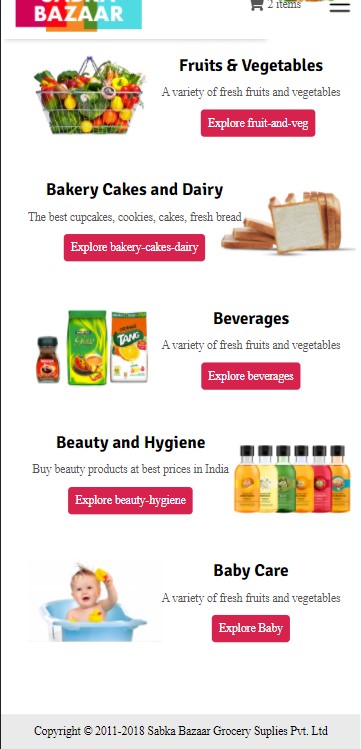 SABKA
BAZAAR
2 items
Fruits & Vegetables
A variety of fresh fruits and vegetables
Explore fruit-and-veg
Bakery Cakes and Dairy
The best cupcakes, cookies, cakes, fresh bread
Explore bakery-cakes-dairy
Beverages
A variety of fresh fruits and vegetables
Explore beverages
TANG
Beauty and Hygiene
Buy beauty products at best prices in India
Explore beauty-hygiene
Baby Care
A variety of fresh fruits and vegetables
Explore Baby
Copyright © 2011-2018 Sabka Bazaar Grocery Suplies Pvt. Ltd